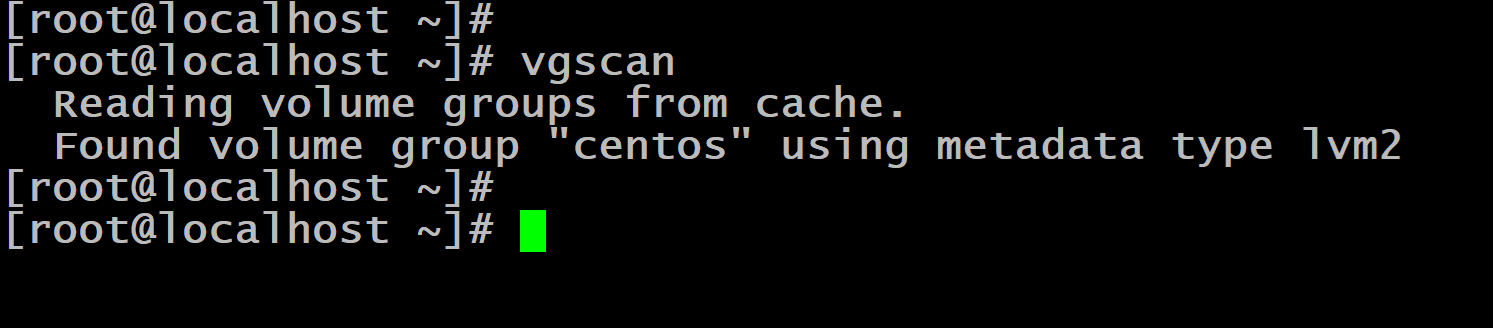 [root@localhost ~]#
[root@localhost ~]# vgscan
  Reading volume groups from cache.
  Found volume group "centos" using metadata type lvm2
[root@localhost ~]#
[root@localhost ~]#